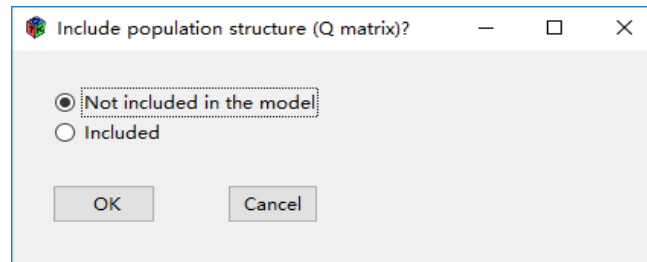 Include population structure (Q matrix)?
Not included in the model
Included
OK Cancel